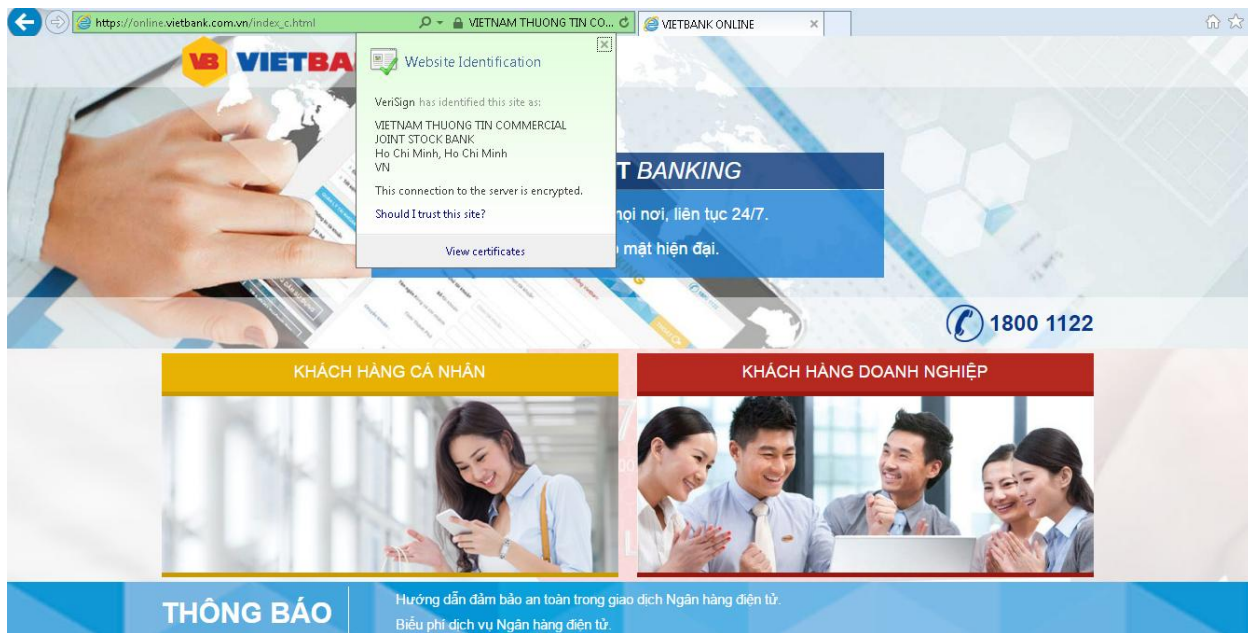 https://online.vietbank.com.vn/index_c.html
VIETNAM THUONG TIN CO...
VIETBANK ONLINE
VB VIETBA
Website Identification
VeriSign has identified this site as:
VIETNAM THUONG TIN COMMERCIAL
JOINT STOCK BANK
Ho Chi Minh, Ho Chi Minh
VN
This connection to the server is encrypted.
Should I trust this site?
View certificates
T BANKING
nọi nơi, liên tục 24/7.
mật hiện đại.
1800 1122
KHÁCH HÀNG CÁ NHÂN
KHÁCH HÀNG DOANH NGHIỆP
THÔNG BÁO
Hướng dẫn đảm bảo an toàn trong giao dịch Ngân hàng điện tử.
Biểu phí dịch vụ Ngân hàng điện tử.